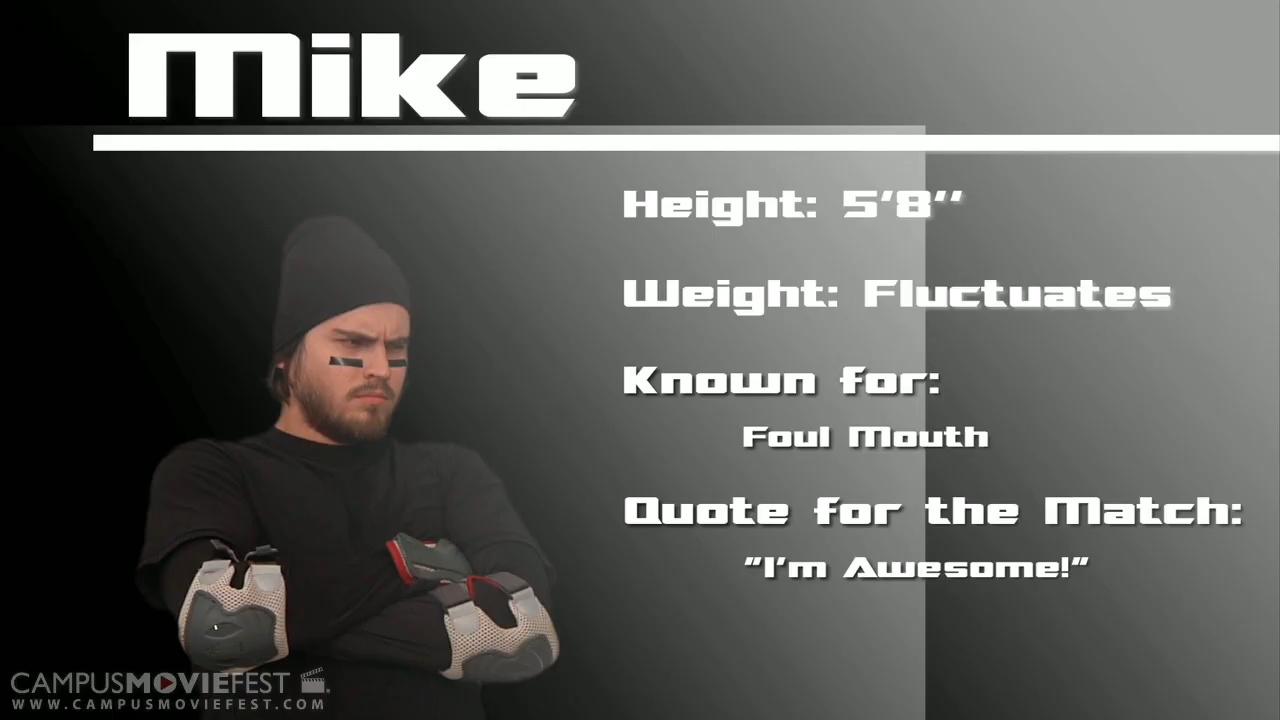 Mike
Height: 5'8''
Weight: Fluctuates
Known for:
Foul Mouth
Quote for the Match:
"I'm Awesome!"
CAMPUSMOVIEFEST
WWW.CAMPUSMOVIEFEST.COM